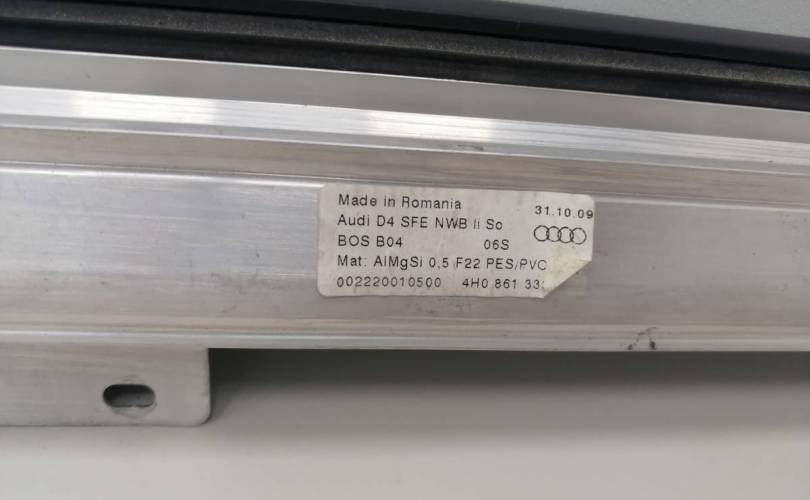 Made in Romania
31.10.09
Audi D4 SFE NWB li So
BOS B04 06S
Mat: AlMgSi 0,5 F22 PES/PVC
002220010500 4H0 861